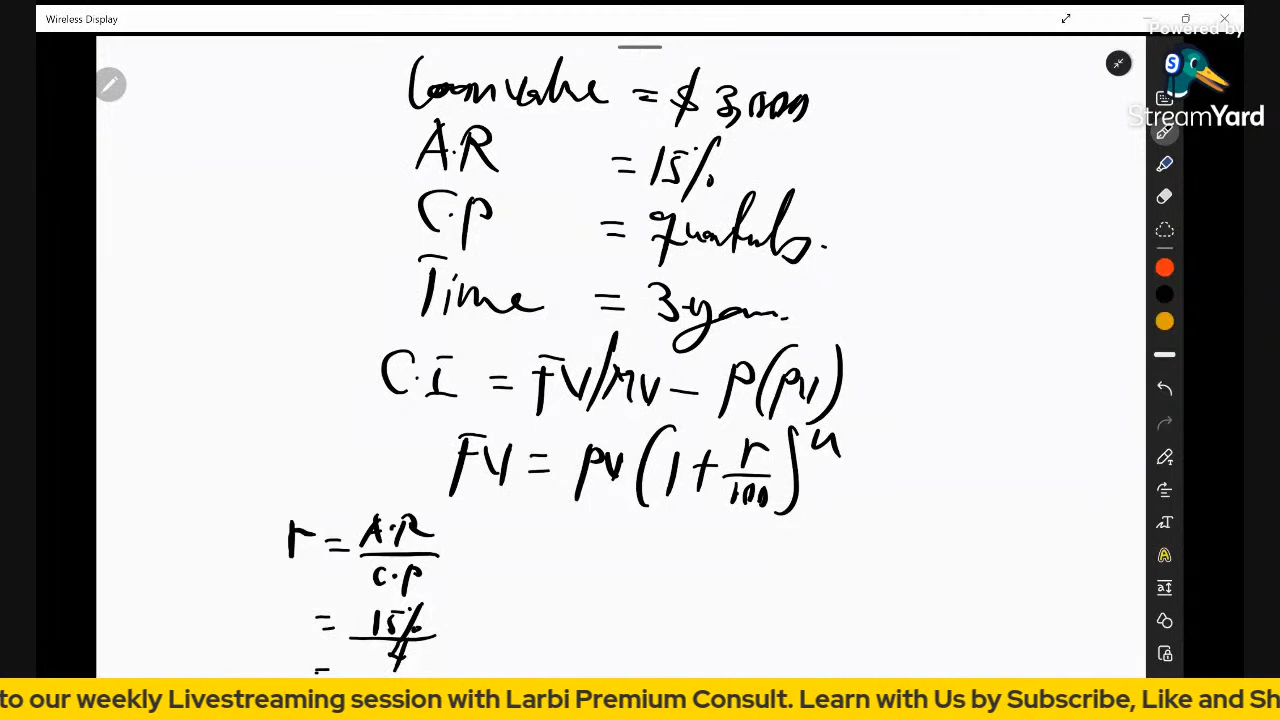 Wireless Display
Powered by
StreamYard
Loan value = $ 3,000
A.R = 15%
C.P = quarterly.
Time = 3 years.
C.I = FV/MV - P(PV)
FV = PV (1 + r/100)^n
r = A.R/C.P
= 15%/4
=
to our weekly Livestreaming session with Larbi Premium Consult. Learn with Us by Subscribe, Like and Sh